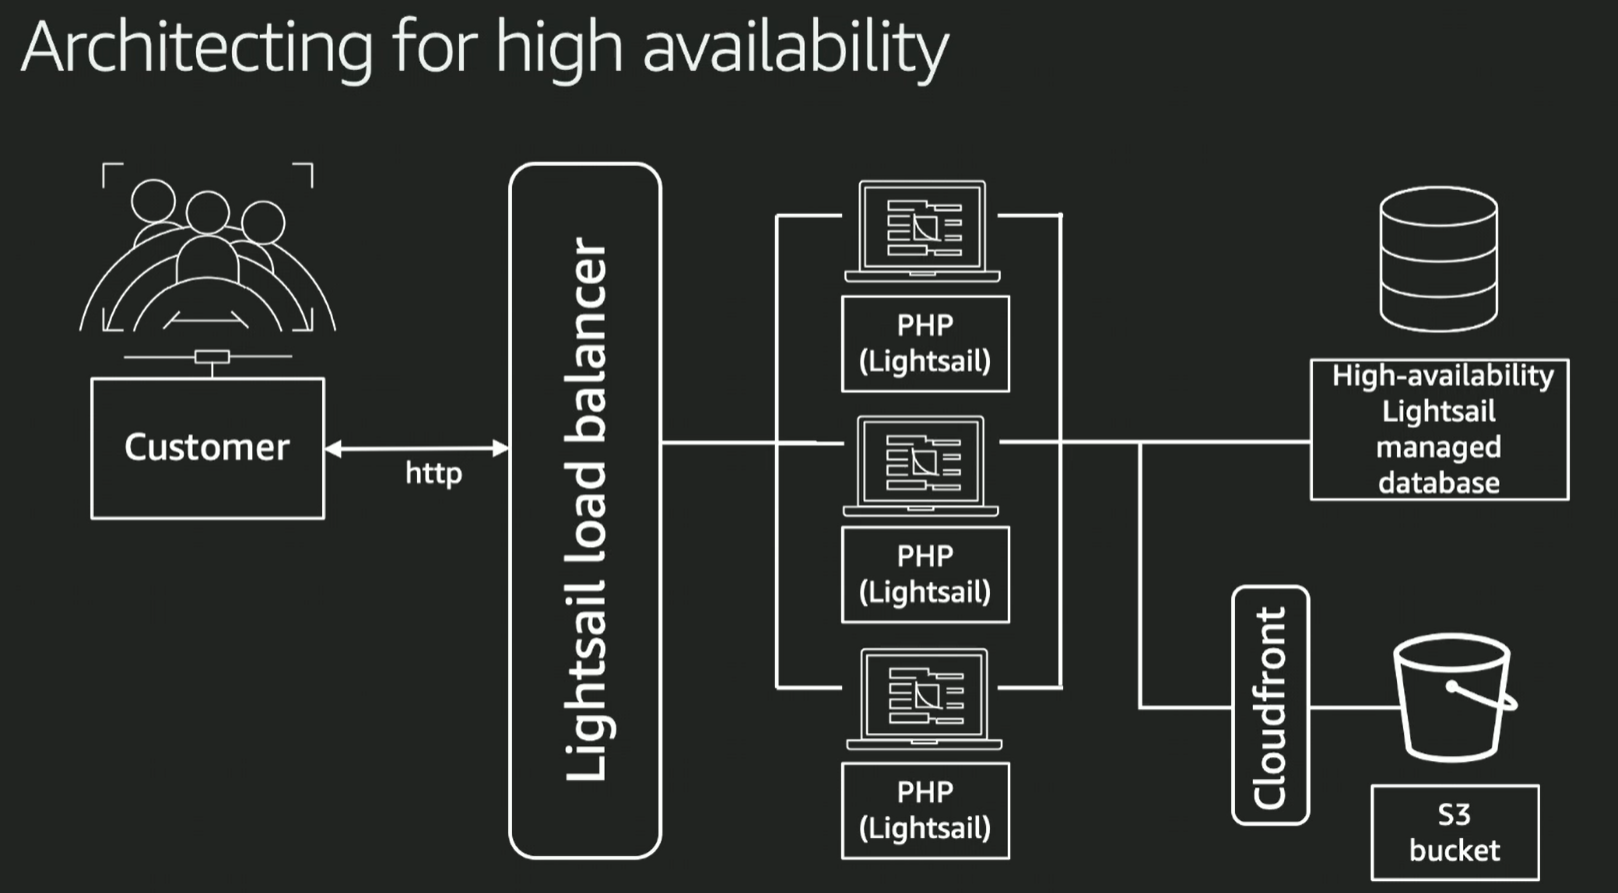 Architecting for high availability
Customer
http
Lightsail load balancer
PHP
(Lightsail)
PHP
(Lightsail)
PHP
(Lightsail)
High-availability
Lightsail
managed
database
Cloudfront
S3
bucket